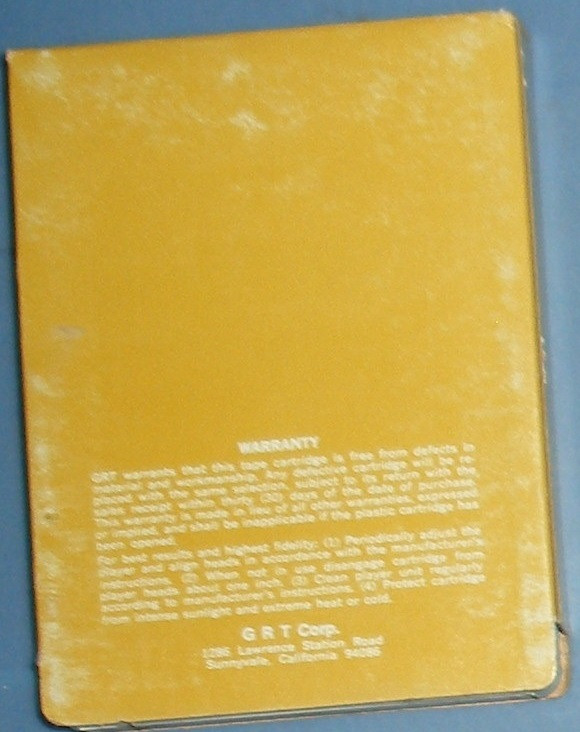 WARRANTY
GRT warrants that this tape cartridge is free from defects in
material and workmanship. Any defective cartridge will be re-
placed with the same selection, subject to its return with the
sales receipt, within thirty (30) days of the date of purchase.
This warranty is made in lieu of all other warranties, expressed
or implied, and shall be inapplicable if the plastic cartridge has
been opened.
For best results and highest fidelity: (1) Periodically adjust the
player and align heads in accordance with the manufacturer's
instructions. (2) When not in use disengage cartridge from
player heads about one inch. (3) Clean player unit regularly
according to manufacturer's instructions. (4) Protect cartridge
from intense sunlight and extreme heat or cold.
G R T Corp.
1286 Lawrence Station Road
Sunnyvale, California 94086